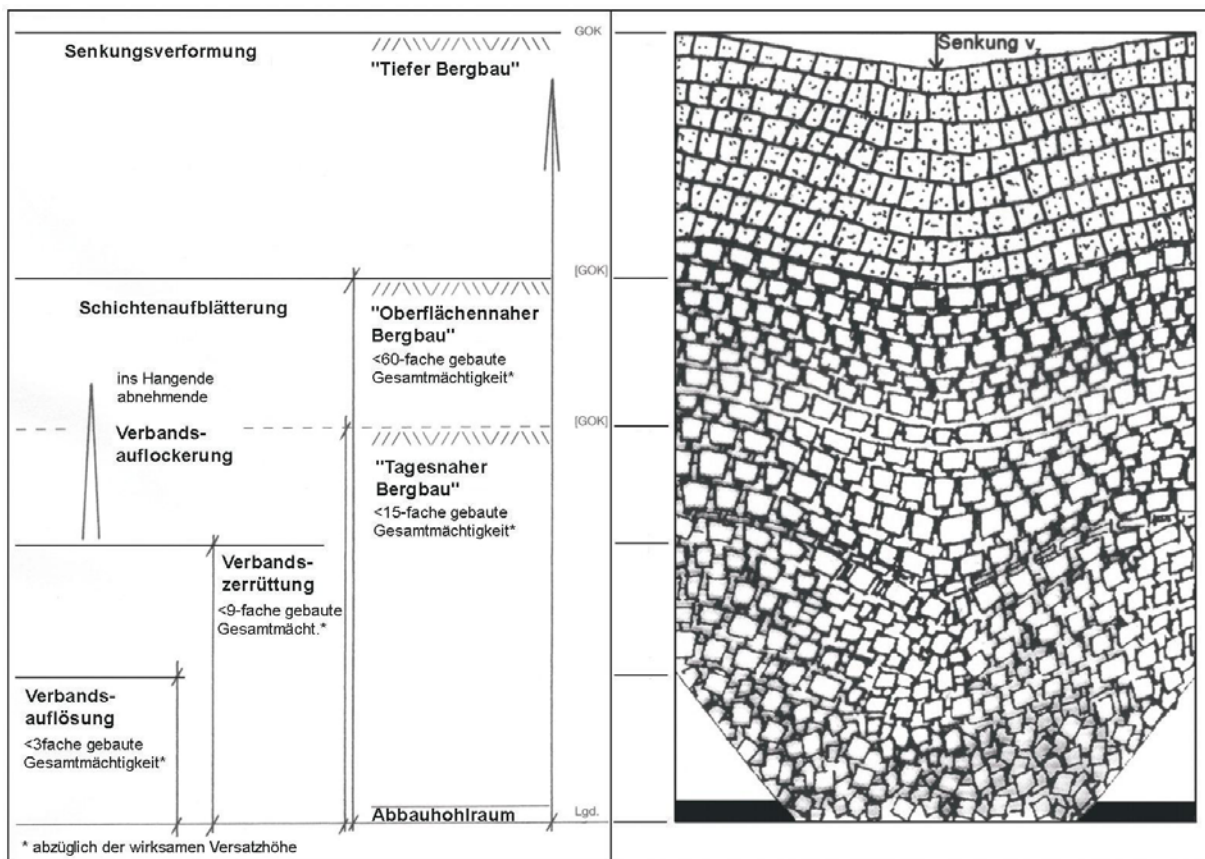 GOK
Senkungsverformung
"Tiefer Bergbau"
Senkung v_z
[GOK]
Schichtenaufblätterung
"Oberflächennaher
Bergbau"
<60-fache gebaute
Gesamtmächtigkeit*
ins Hangende
abnehmende
Verbands-
auflockerung
[GOK]
"Tagesnaher
Bergbau"
<15-fache gebaute
Gesamtmächtigkeit*
Verbands-
zerrüttung
<9-fache gebaute
Gesamtmächt.*
Verbands-
auflösung
<3fache gebaute
Gesamtmächtigkeit*
Abbauhohlraum
Lgd.
* abzüglich der wirksamen Versatzhöhe